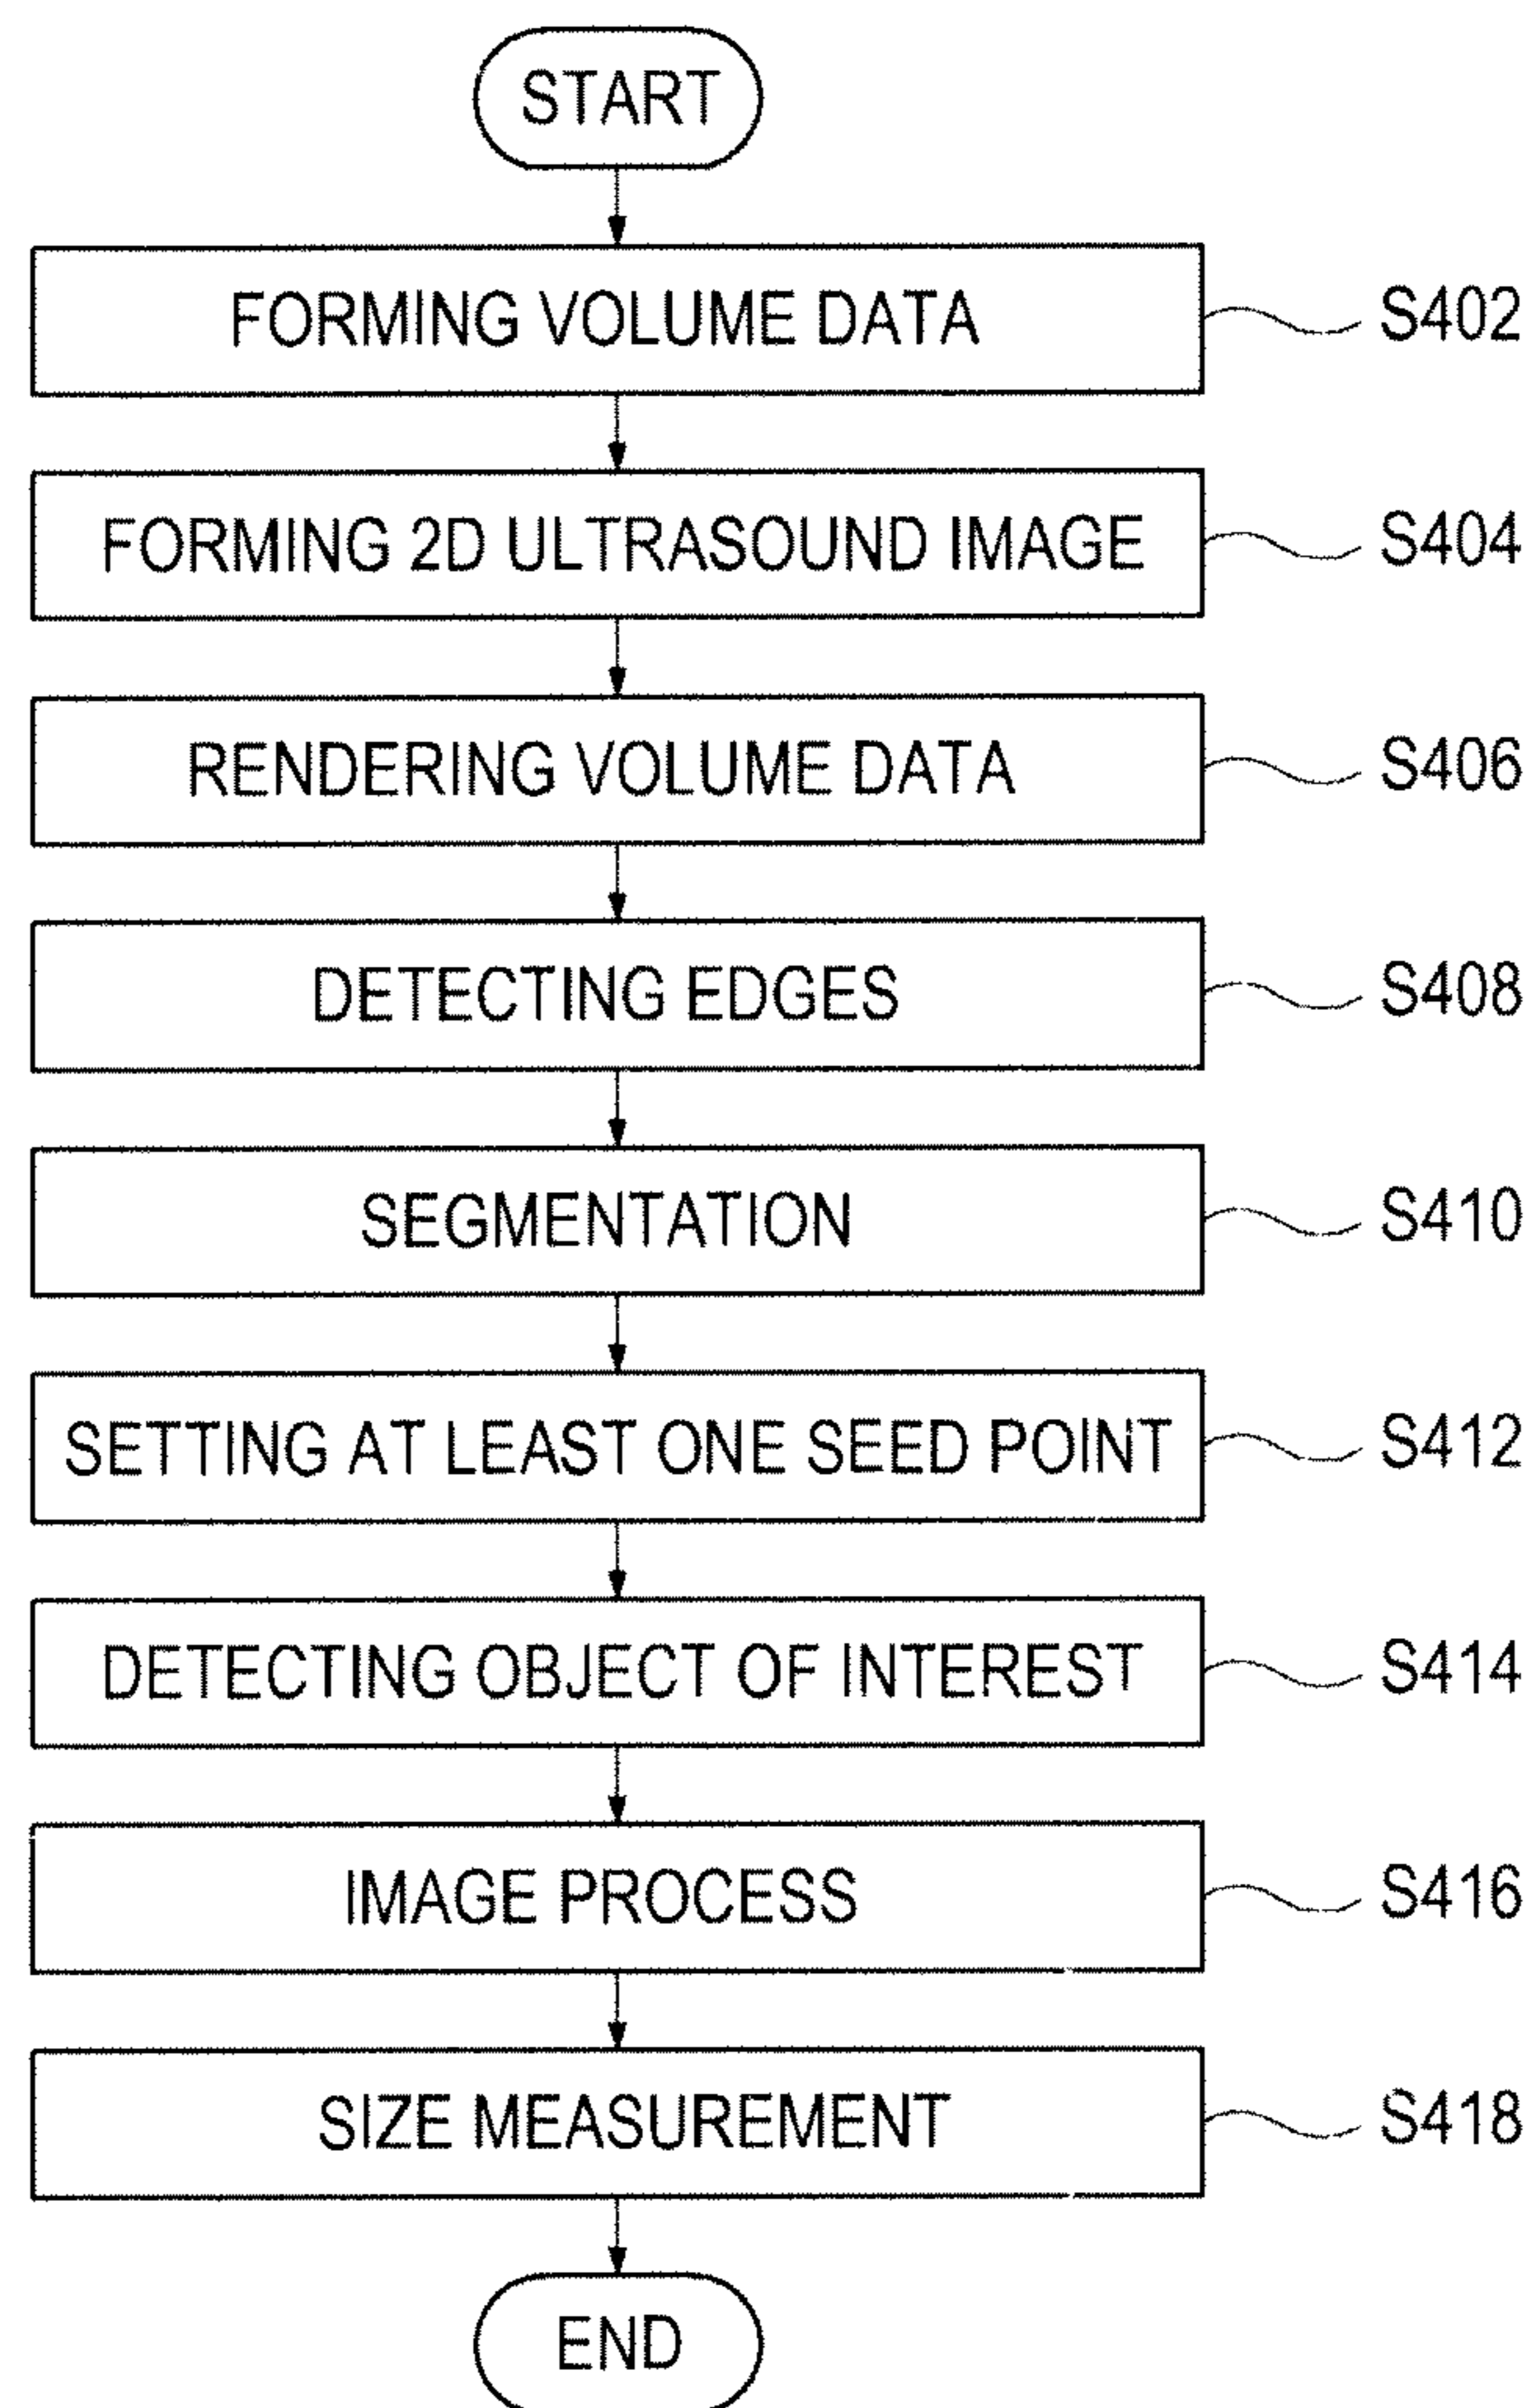 START
FORMING VOLUME DATA S402
FORMING 2D ULTRASOUND IMAGE S404
RENDERING VOLUME DATA S406
DETECTING EDGES S408
SEGMENTATION S410
SETTING AT LEAST ONE SEED POINT S412
DETECTING OBJECT OF INTEREST S414
IMAGE PROCESS S416
SIZE MEASUREMENT S418
END